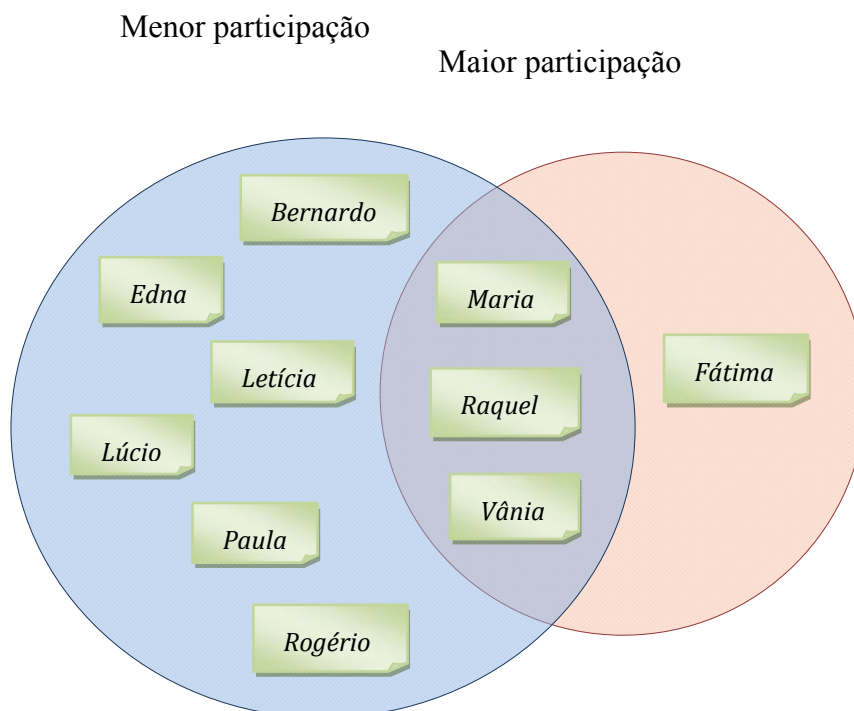 Menor participação
Maior participação
Bernardo
Edna
Maria
Letícia
Fátima
Raquel
Lúcio
Vânia
Paula
Rogério